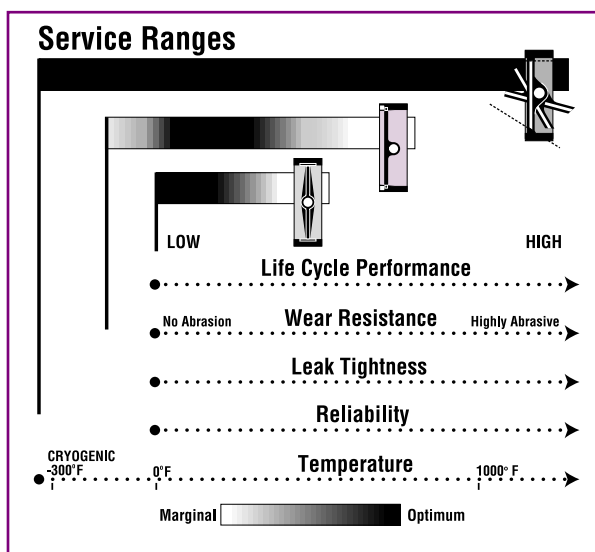 Service Ranges
LOW HIGH
Life Cycle Performance
No Abrasion Wear Resistance Highly Abrasive
Leak Tightness
Reliability
CRYOGENIC
-300°F 0°F Temperature 1000° F
Marginal Optimum